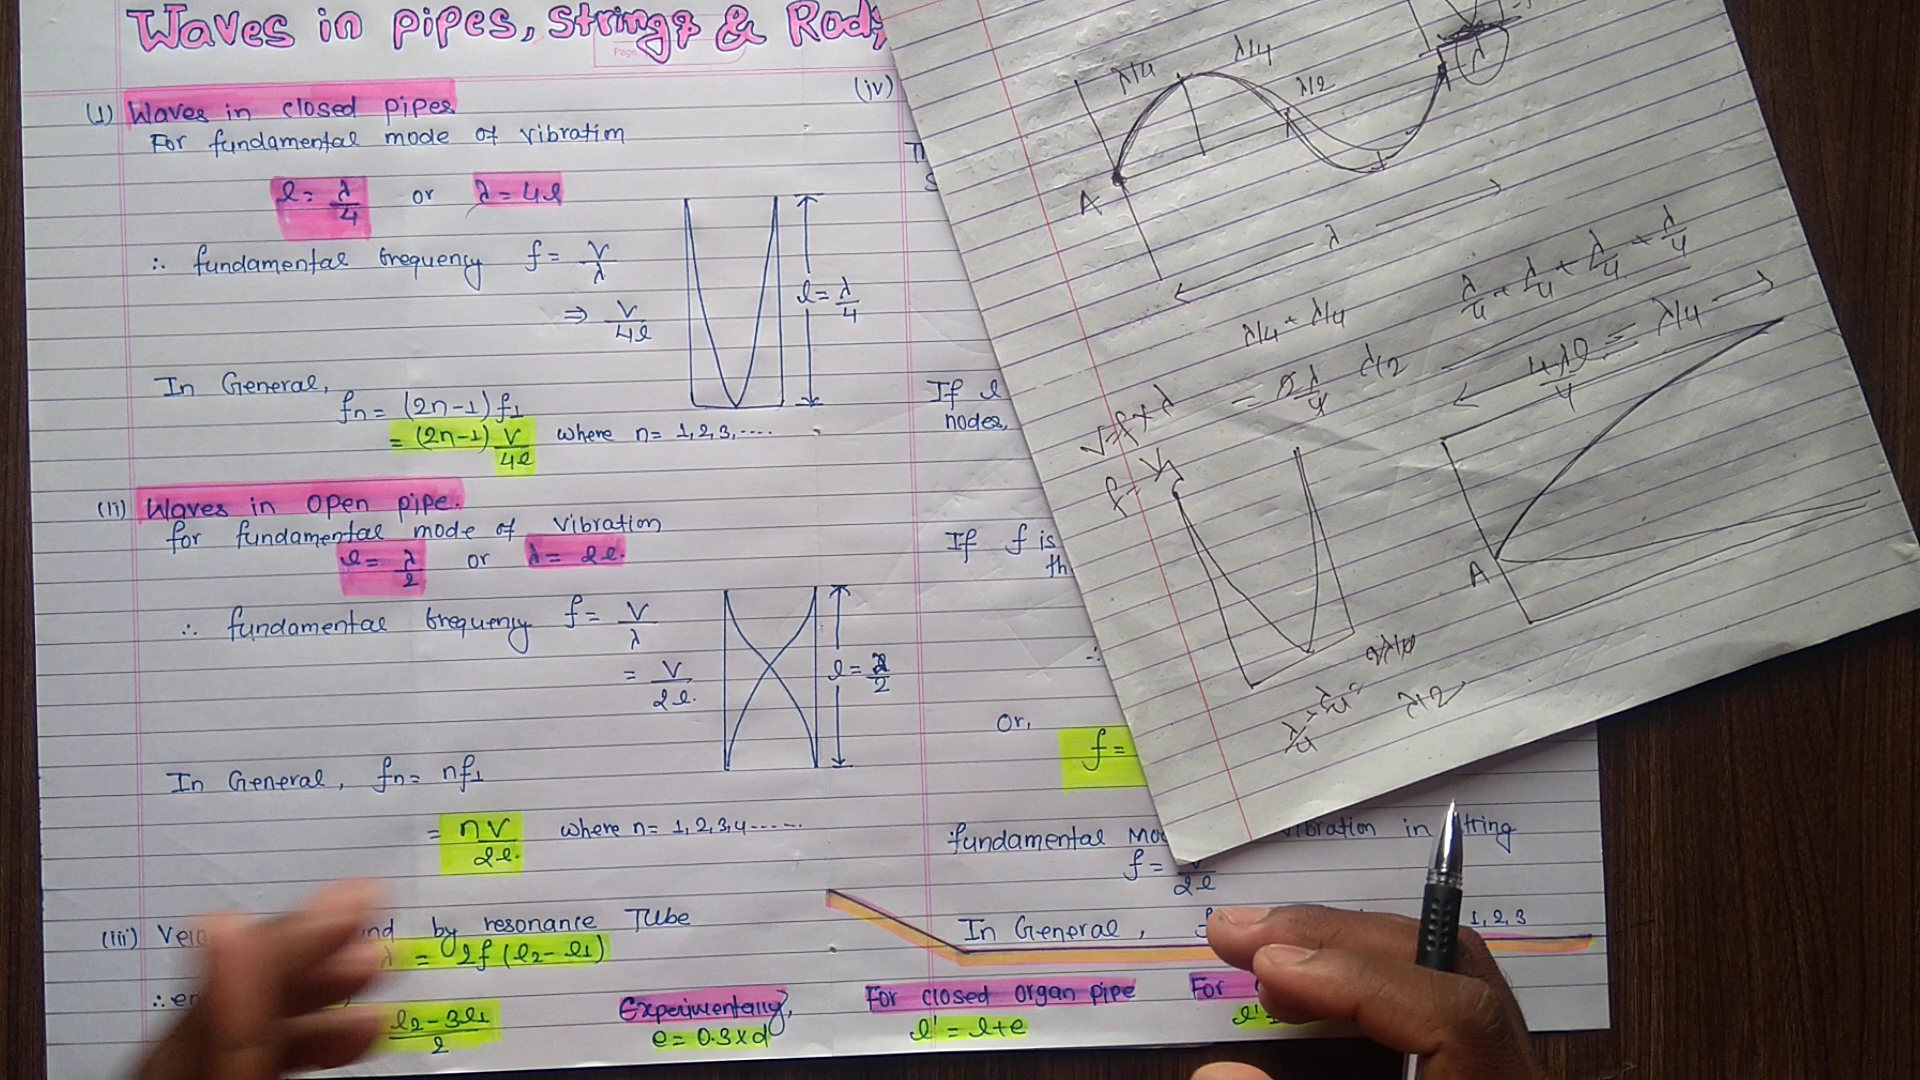 Waves in pipes, Strings & Rods
(i) Waves in closed pipes
For fundamental mode of vibration
l = λ/4 or λ = 4l
∴ fundamental frequency f = V/λ
⇒ V/4l
l = λ/4
In General,
fn = (2n-1) f1
= (2n-1) V/4l where n = 1, 2, 3, ....
(ii) Waves in open pipe.
for fundamental mode of vibration
l = λ/2 or λ = 2l.
∴ fundamental frequency f = V/λ
= V/2l.
l = λ/2
In General, fn = nf1
= nV/2l. where n = 1, 2, 3, 4 ......
(iii) by resonance Tube
= 2f (l2 - l1)
l2 - 3l1 / 2
Experimentally,
e = 0.3 x d
(iv)
If l
nodes,
If f is
th
Or,
f =
fundamental vibration in string
f = V/2l
In General, 1, 2, 3
For closed organ pipe
l' = l + e
For
l'
λ/4
λ/4
λ/2
A
λ
λ/4 + λ/4 + λ/4 + λ/4
λ/4 + λ/4
λ/2
= λ/4
V = f x λ
f = V/λ
A
λ/4 + λ/4 =
λ/2